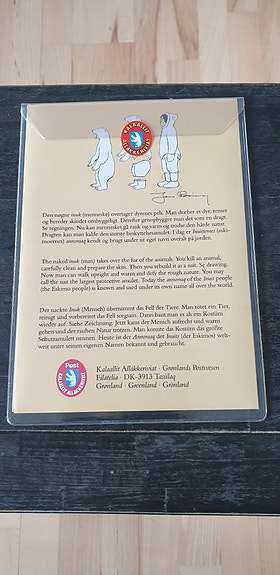 KALAALLIT
ALLAKKERIVIAT
Den nøgne inuk (menneske) overtager dyrenes pels. Man dræber et dyr, renser
og bereder skindet omhyggeligt. Derefter genopbygger man det som en dragt.
Se tegningen. Nu kan mennesket gå rank og varm og trodse den hårde natur.
Dragten kan man kalde den største beskyttelsesamulet. I dag er Inuitternes (eski-
moernes) annoraaq kendt og brugt under sit eget navn overalt på jorden.
The naked inuk (man) takes over the fur of the animals. You kill an animal,
carefully clean and prepare the skin. Then you rebuild it as a suit. Se drawing.
Now man can walk upright and warm and defy the rough nature. You may
call the suit the largest protective amulet. Today the annoraaq of the Inuit people
(the Eskimo people) is known and used under its own name all over the world.
Der nackte Inuk (Mensch) übernimmt das Fell der Tiere. Man tötet ein Tier,
reinigt und vorbereitet das Fell sorgsam. Dann baut man es als ein Kostüm
wieder auf. Siehe Zeichnung. Jetzt kann der Mensch aufrecht und warm
gehen und der rauhen Natur trotzen. Man konnte das Kostüm das größte
Schutzamulett nennen. Heute ist der Annoraaq des Inuits (der Eskimos) welt-
weit unter seinem eigenen Namen bekannt und gebraucht.
Post
KALAALLIT ALLAKKERIVIAT
Kalaallit Allakkeriviat · Grønlands Postvæsen
Filatelia · DK-3913 Tasiilaq
Grønland · Greenland · Grönland